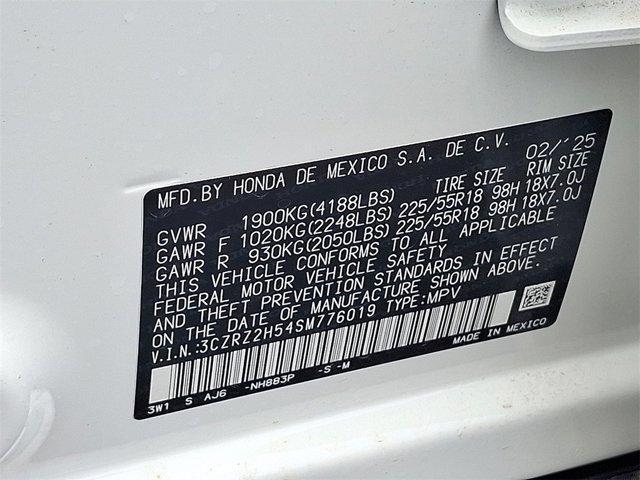 MFD. BY HONDA DE MEXICO S.A. DE C.V. 02/'25
TIRE SIZE RIM SIZE
GVWR 1900KG(4188LBS)
GAWR F 1020KG(2248LBS) 225/55R18 98H 18X7.0J
GAWR R 930KG(2050LBS) 225/55R18 98H 18X7.0J
THIS VEHICLE CONFORMS TO ALL APPLICABLE
FEDERAL MOTOR VEHICLE SAFETY
AND THEFT PREVENTION STANDARDS IN EFFECT
ON THE DATE OF MANUFACTURE SHOWN ABOVE.
V.I.N.:3CZRZ2H54SM776019 TYPE:MPV
MADE IN MEXICO
3W1 S AJ6 -NH883P -S -M